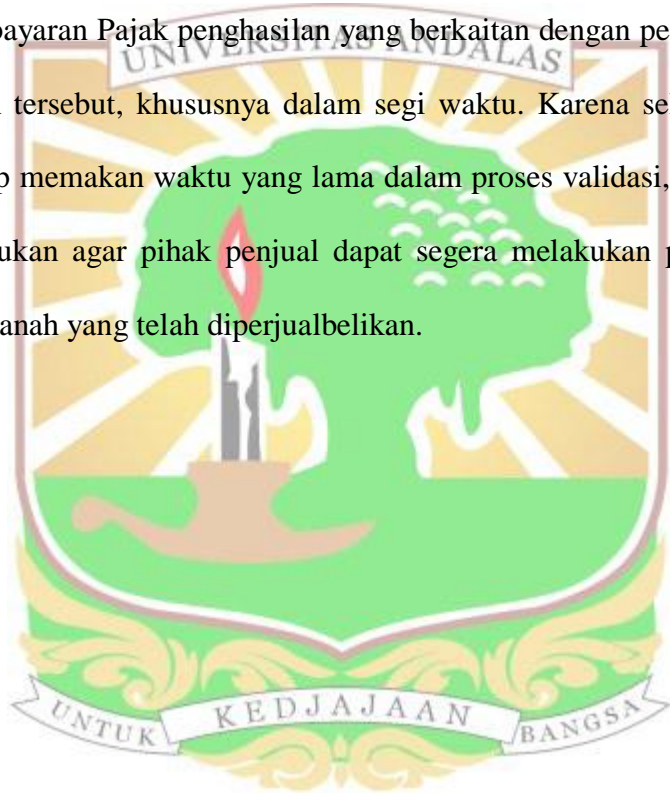 bayaran Pajak penghasilan yang berkaitan dengan pe
UNIVERSITAS ANDALAS
tersebut, khususnya dalam segi waktu. Karena se
memakan waktu yang lama dalam proses validasi,
ukan agar pihak penjual dapat segera melakukan p
anah yang telah diperjualbelikan.
UNTUK KEDJAJAAN BANGSA